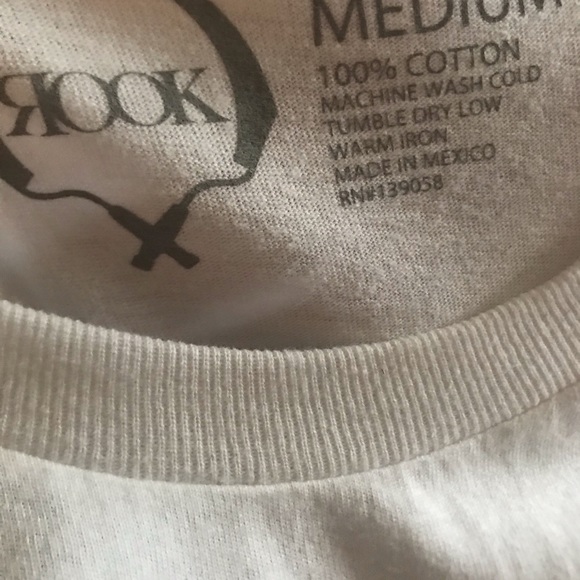 ROOK
MEDIUM
100% COTTON
MACHINE WASH COLD
TUMBLE DRY LOW
WARM IRON
MADE IN MEXICO
RN#139058